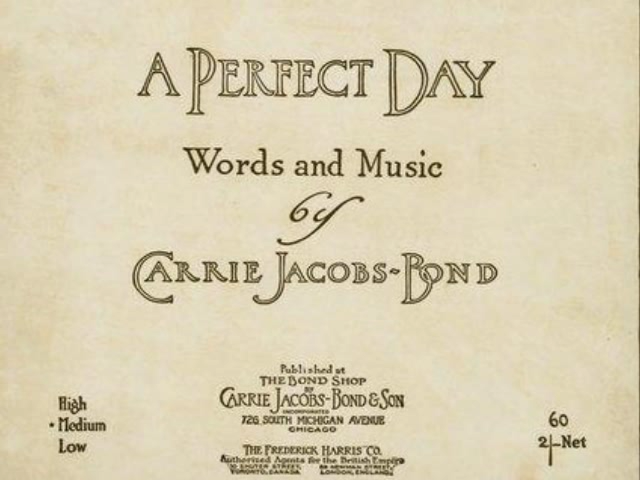 A PERFECT DAY
Words and Music
by
CARRIE JACOBS-BOND
Published at
THE BOND SHOP
BY
CARRIE JACOBS-BOND & SON
INCORPORATED
726 SOUTH MICHIGAN AVENUE
CHICAGO
THE FREDERICK HARRIS CO.
Authorized Agents for the British Empire
TORONTO, CANADA. LONDON, ENGLAND.
High
• Medium
Low
60
2/- Net